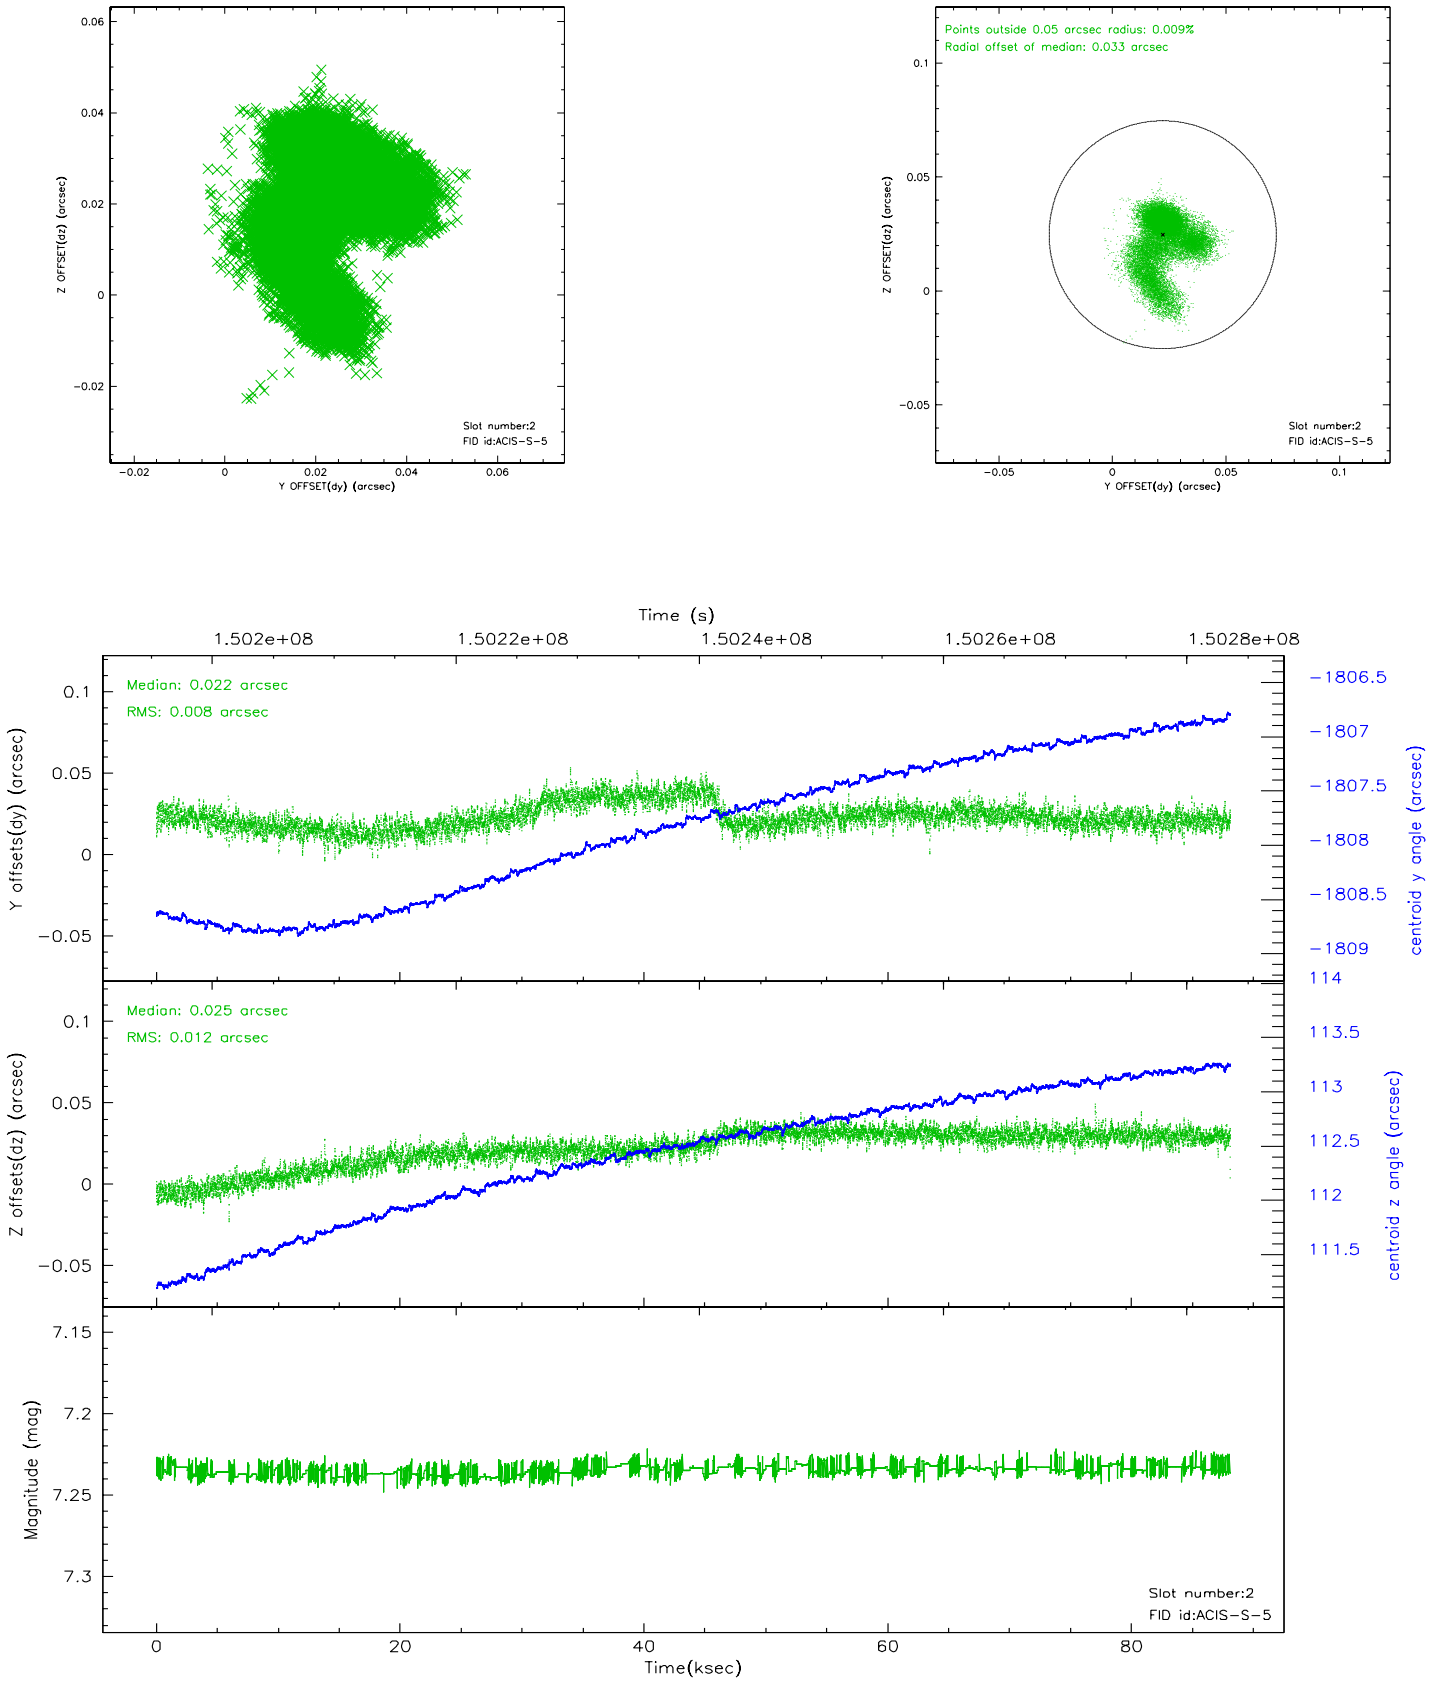 0.06
0.04
0.02
0
−0.02
Z OFFSET(dz) (arcsec)
Slot number:2
FID id:ACIS−S−5
−0.02 0 0.02 0.04 0.06
Y OFFSET(dy) (arcsec)
Points outside 0.05 arcsec radius: 0.009%
Radial offset of median: 0.033 arcsec
0.1
0.05
0
−0.05
Z OFFSET(dz) (arcsec)
Slot number:2
FID id:ACIS−S−5
−0.05 0 0.05 0.1
Y OFFSET(dy) (arcsec)
Time (s)
1.502e+08 1.5022e+08 1.5024e+08 1.5026e+08 1.5028e+08
Median: 0.022 arcsec
RMS: 0.008 arcsec
0.1
0.05
0
−0.05
Y offsets(dy) (arcsec)
−1806.5
−1807
−1807.5
−1808
−1808.5
−1809
centroid y angle (arcsec)
Median: 0.025 arcsec
RMS: 0.012 arcsec
0.1
0.05
0
−0.05
Z offsets(dz) (arcsec)
114
113.5
113
112.5
112
111.5
centroid z angle (arcsec)
7.15
7.2
7.25
7.3
Magnitude (mag)
Slot number:2
FID id:ACIS−S−5
0 20 40 60 80
Time(ksec)